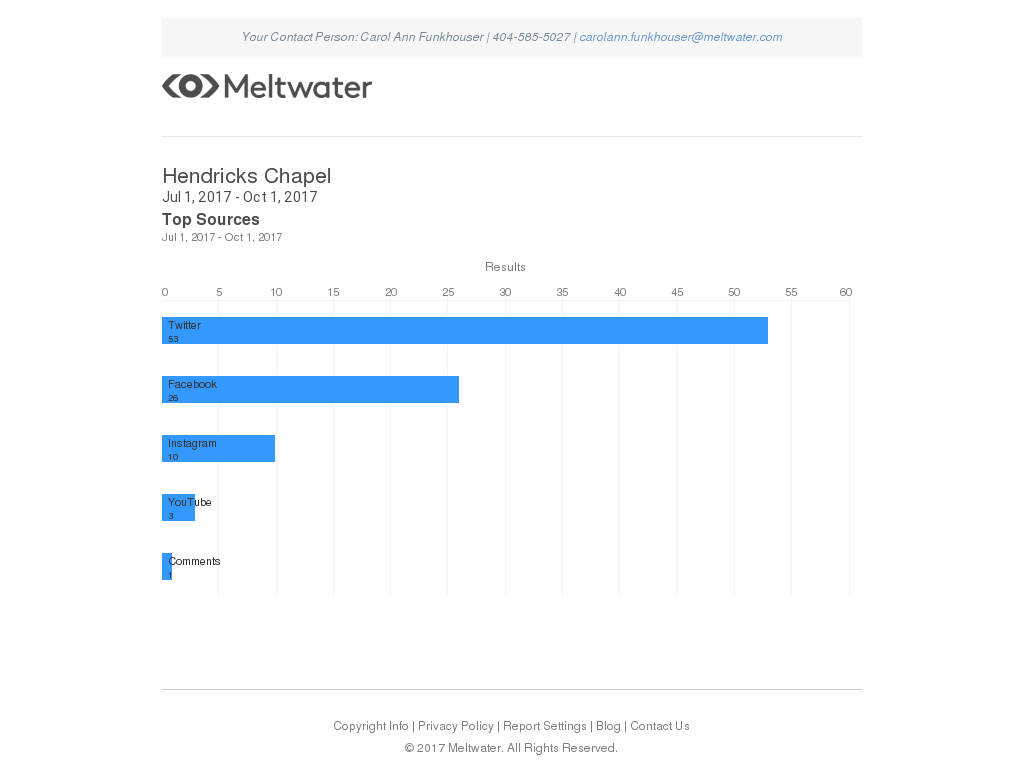 Your Contact Person: Carol Ann Funkhouser | 404-585-5027 | carolann.funkhouser@meltwater.com
Meltwater
Hendricks Chapel
Jul 1, 2017 - Oct 1, 2017
Top Sources
Jul 1, 2017 - Oct 1, 2017
Results
0 5 10 15 20 25 30 35 40 45 50 55 60
Twitter
53
Facebook
26
Instagram
10
YouTube
3
Comments
1
Copyright Info | Privacy Policy | Report Settings | Blog | Contact Us
© 2017 Meltwater. All Rights Reserved.